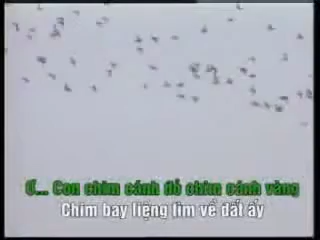 Ư... Con chim cánh đỏ chim cánh vàng
Chim bay liệng tìm về đất ấy